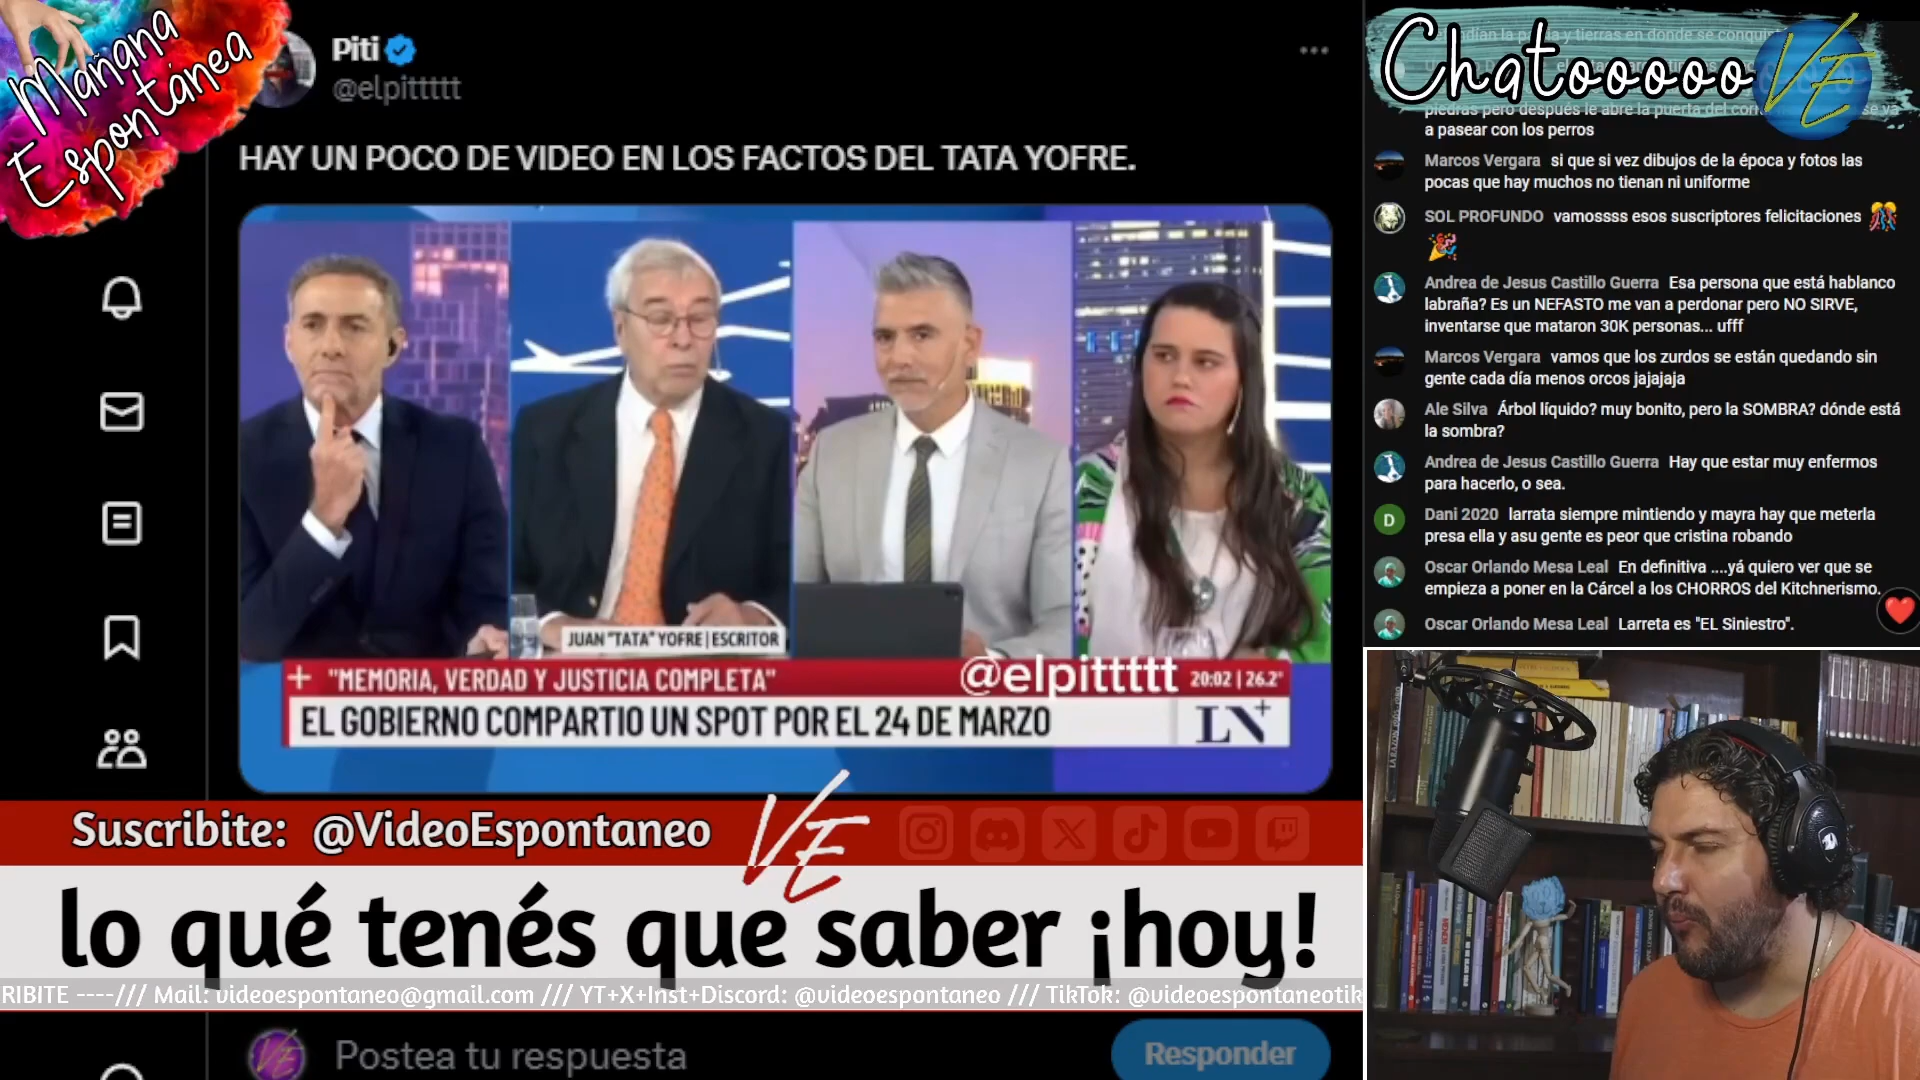 Mañana
Espontánea
Piti
@elpittttt
HAY UN POCO DE VIDEO EN LOS FACTOS DEL TATA YOFRE.
JUAN "TATA" YOFRE | ESCRITOR
"MEMORIA, VERDAD Y JUSTICIA COMPLETA"
@elpittttt
20:02 | 26.2°
EL GOBIERNO COMPARTIO UN SPOT POR EL 24 DE MARZO
LN+
Suscribite: @VideoEspontaneo
VE
lo qué tenés que saber ¡hoy!
RIBITE ----/// Mail: videoespontaneo@gmail.com /// YT+X+Inst+Discord: @videoespontaneo /// TikTok: @videoespontaneotik
VE
Postea tu respuesta
Responder
Chatooooo
VE
piedras pero después le abre la puerta del
se va
a pasear con los perros
Marcos Vergara si que si vez dibujos de la época y fotos las
pocas que hay muchos no tienan ni uniforme
SOL PROFUNDO vamossss esos suscriptores felicitaciones
Andrea de Jesus Castillo Guerra Esa persona que está hablanco
labraña? Es un NEFASTO me van a perdonar pero NO SIRVE,
inventarse que mataron 30K personas... ufff
Marcos Vergara vamos que los zurdos se están quedando sin
gente cada día menos orcos jajajaja
Ale Silva Árbol líquido? muy bonito, pero la SOMBRA? dónde está
la sombra?
Andrea de Jesus Castillo Guerra Hay que estar muy enfermos
para hacerlo, o sea.
D
Dani 2020 larrata siempre mintiendo y mayra hay que meterla
presa ella y asu gente es peor que cristina robando
Oscar Orlando Mesa Leal En definitiva ....yá quiero ver que se
empieza a poner en la Cárcel a los CHORROS del Kitchnerismo.
Oscar Orlando Mesa Leal Larreta es "EL Siniestro".